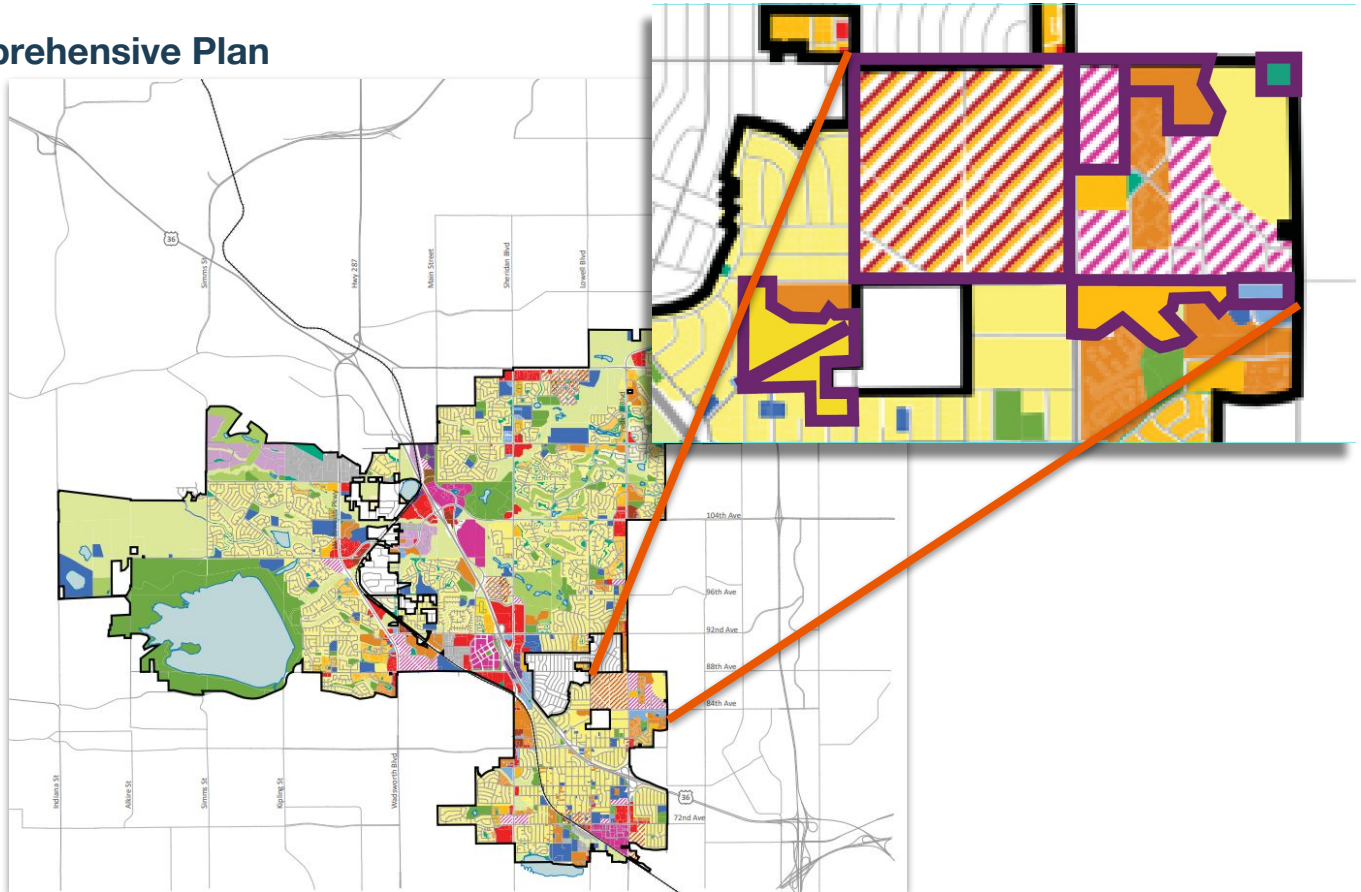 prehensive Plan
36
Simms St
Hwy 287
Main Street
Sheridan Blvd
Lowell Blvd
104th Ave
96th Ave
92nd Ave
88th Ave
84th Ave
Indiana St
Alkire St
Simms St
Kipling St
Wadsworth Blvd
36
72nd Ave